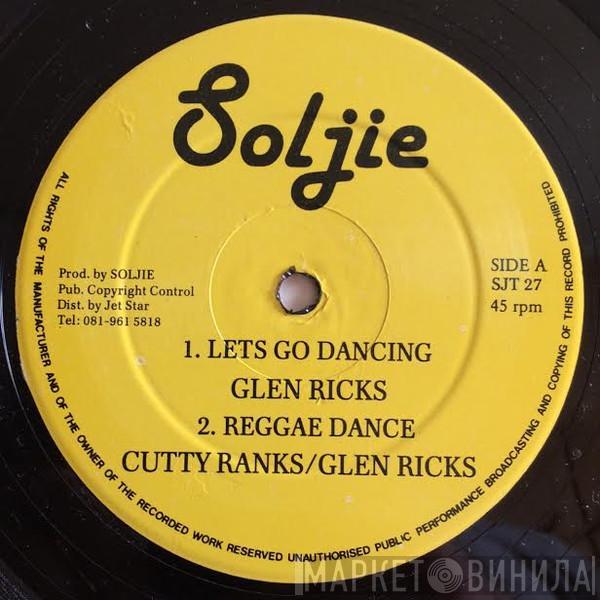 Soljie
Prod. by SOLJIE
Pub. Copyright Control
Dist. by Jet Star
Tel: 081-961 5818
SIDE A
SJT 27
45 rpm
1. LETS GO DANCING
GLEN RICKS
2. REGGAE DANCE
CUTTY RANKS/GLEN RICKS
ALL RIGHTS OF THE MANUFACTURER AND OF THE OWNER OF THE RECORDED WORK RESERVED UNAUTHORISED PUBLIC PERFORMANCE BROADCASTING AND COPYING OF THIS RECORD PROHIBITED
МАРКЕТ ВИНИЛА